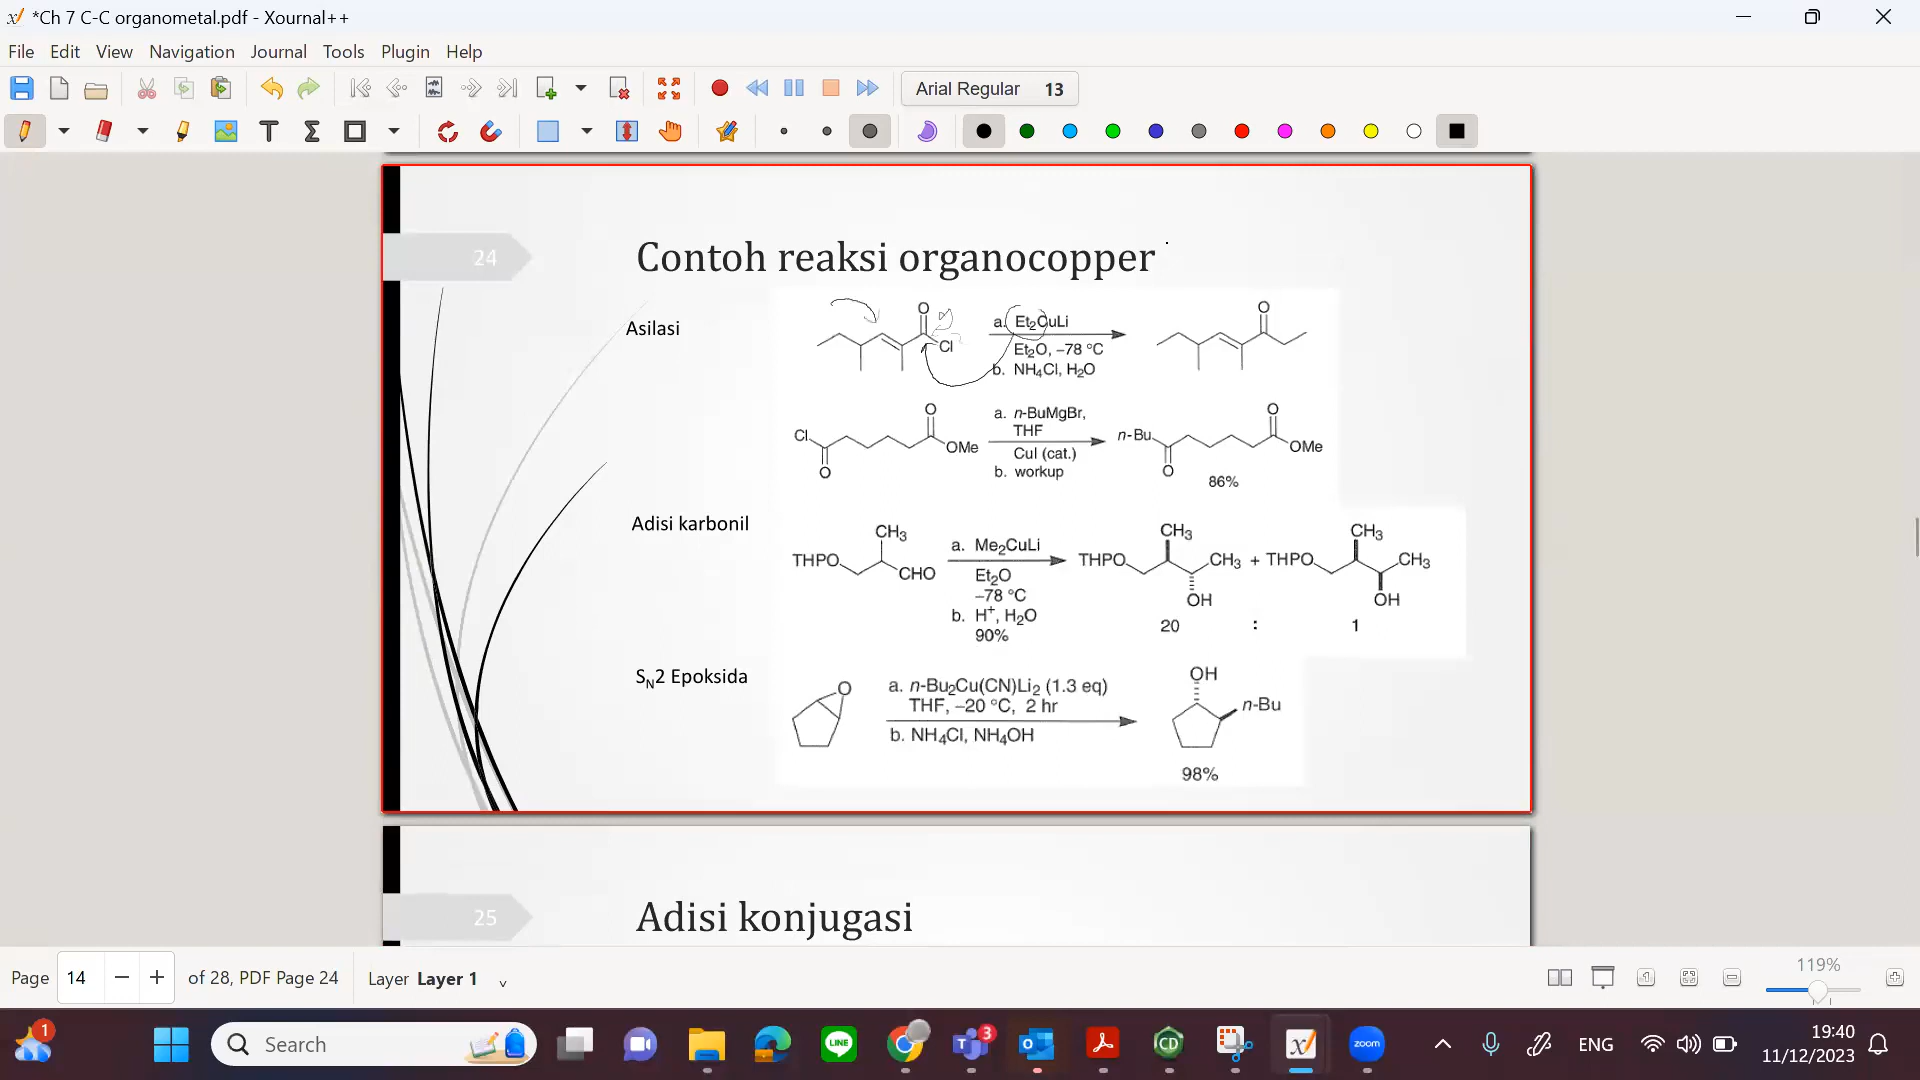 *Ch 7 C-C organometal.pdf - Xournal++
File Edit View Navigation Journal Tools Plugin Help
Arial Regular 13
24
Contoh reaksi organocopper
Asilasi
O
Cl
a. Et2CuLi
Et2O, –78 °C
b. NH4Cl, H2O
O
Cl
O
O
OMe
a. n-BuMgBr,
THF
CuI (cat.)
b. workup
n-Bu
O
O
OMe
86%
Adisi karbonil
CH3
THPO
CHO
a. Me2CuLi
Et2O
–78 °C
b. H+, H2O
90%
CH3
THPO
CH3
OH
+
CH3
THPO
CH3
OH
20 : 1
SN2 Epoksida
O
a. n-Bu2Cu(CN)Li2 (1.3 eq)
THF, –20 °C, 2 hr
b. NH4Cl, NH4OH
OH
n-Bu
98%
25
Adisi konjugasi
Page 14 of 28, PDF Page 24 Layer Layer 1
119%
1
Search
LINE
3
CD
zoom
ENG
19:40
11/12/2023